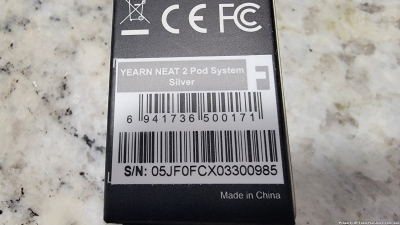 CE FC
YEARN NEAT 2 Pod System
Silver
F
6 941736 500171
S/N: 05JF0FCX03300985
Made in China